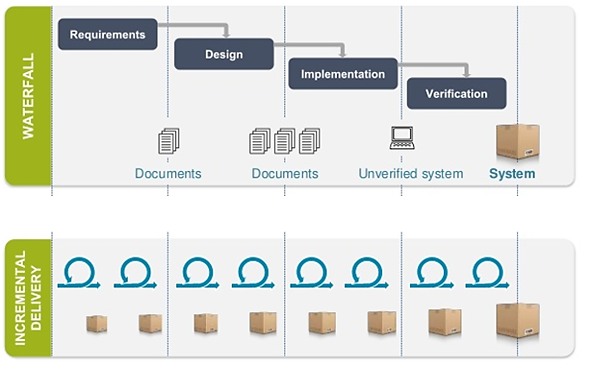 WATERFALL
Requirements
Design
Implementation
Verification
Documents
Documents
Unverified system
System
INCREMENTAL
DELIVERY